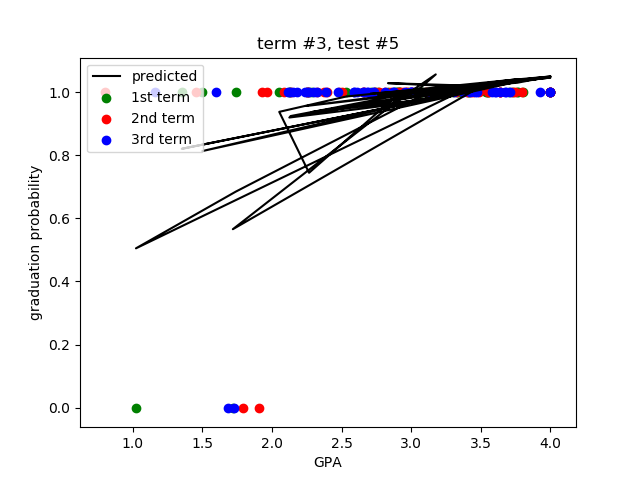 term #3, test #5
predicted
1st term
2nd term
3rd term
graduation probability
1.0
0.8
0.6
0.4
0.2
0.0
1.0 1.5 2.0 2.5 3.0 3.5 4.0
GPA